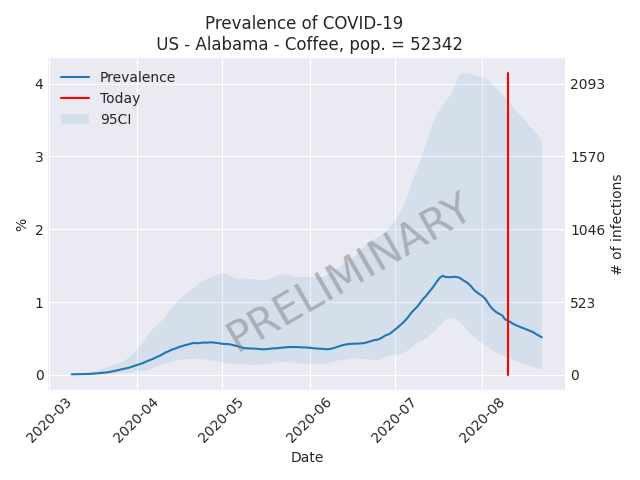 Prevalence of COVID-19
US - Alabama - Coffee, pop. = 52342
Prevalence
Today
95CI
PRELIMINARY
%
4
3
2
1
0
2093
1570
1046
523
0
# of infections
2020-03
2020-04
2020-05
2020-06
2020-07
2020-08
Date